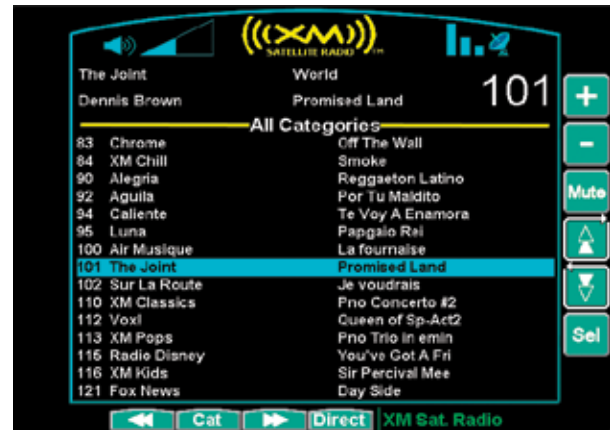 ((XM))
SATELLITE RADIO TM
The Joint World
Dennis Brown Promised Land 101
All Categories
83 Chrome Off The Wall
84 XM Chill Smoke
90 Alegria Reggaeton Latino
92 Aguila Por Tu Maldito
94 Caliente Te Voy A Enamora
95 Luna Papgaio Rei
100 Air Musique La fournaise
101 The Joint Promised Land
102 Sur La Route Je voudrais
110 XM Classics Pno Concerto #2
112 Voxl Queen of Sp-Act2
113 XM Pops Pno Trio in emin
115 Radio Disney You've Got A Fri
116 XM Kids Sir Percival Mee
121 Fox News Day Side
+
-
Mute
Sel
Cat Direct XM Sat. Radio